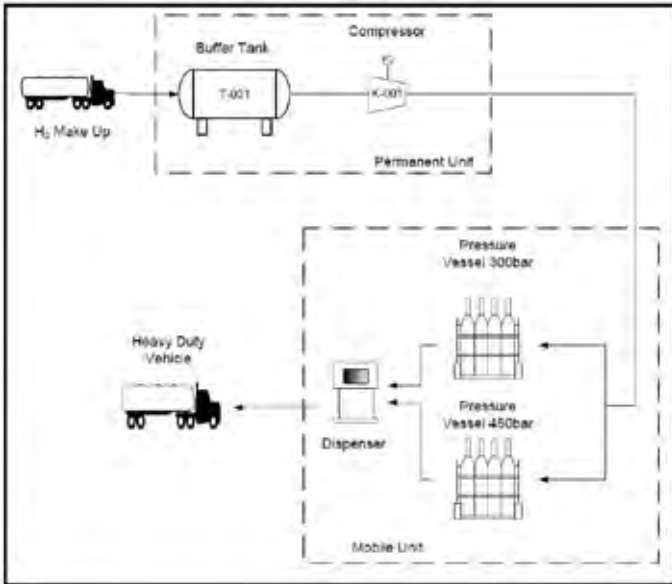 Compressor
Buffer Tank
T-001
K-001
H₂ Make Up
Permanent Unit
Pressure
Vessel 300bar
Heavy Duty
Vehicle
Pressure
Vessel 450bar
Dispenser
Mobile Unit